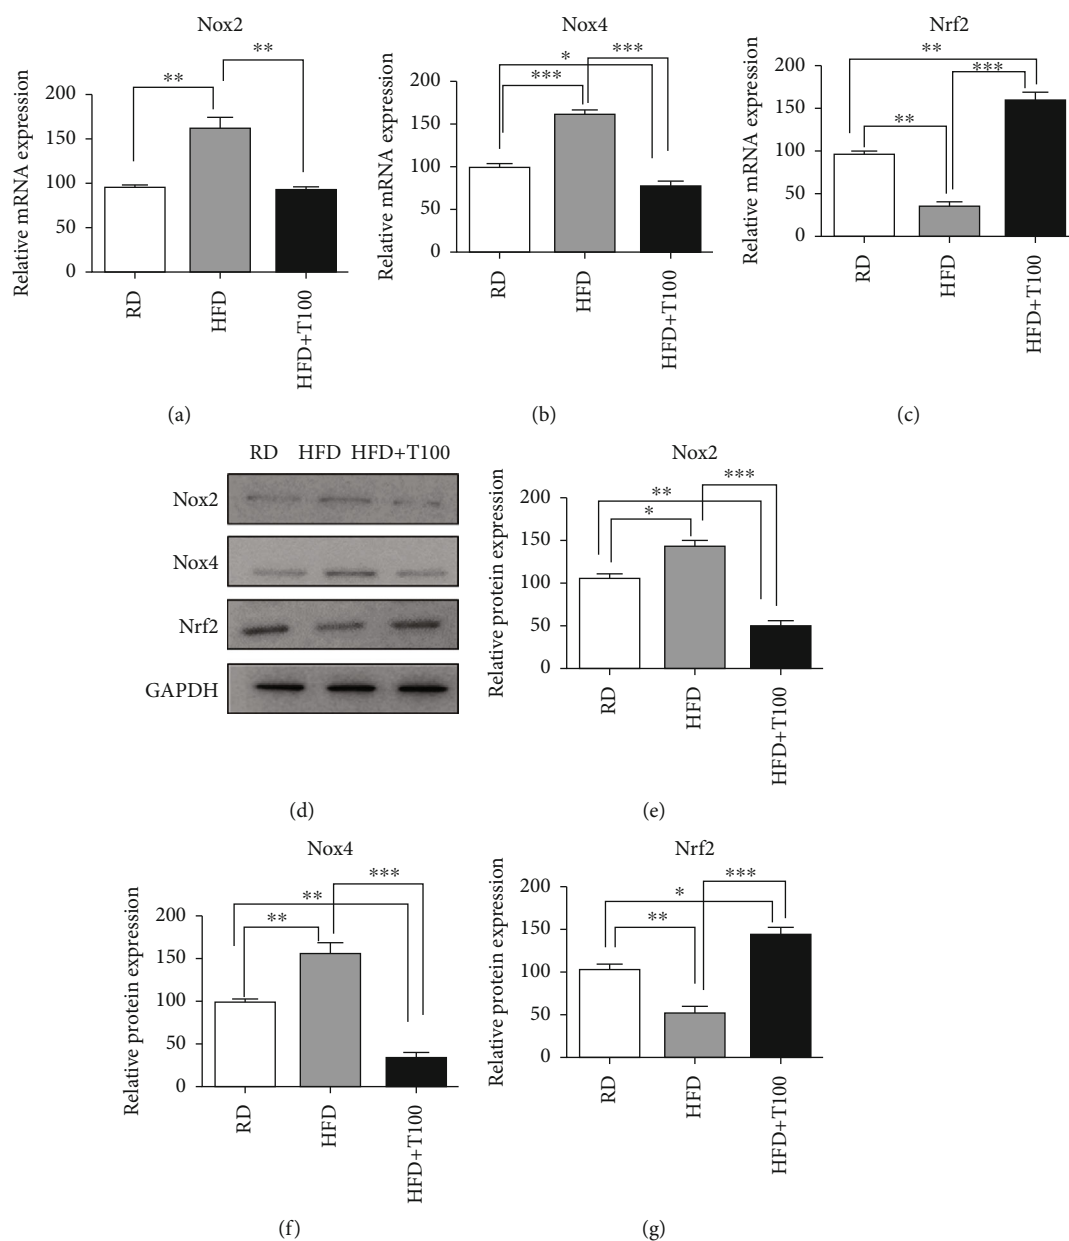 Nox2
Relative mRNA expression
200
150
100
50
0
**
**
RD
HFD
HFD+T100
(a)
Nox4
Relative mRNA expression
200
150
100
50
0
*
***
***
RD
HFD
HFD+T100
(b)
Nrf2
Relative mRNA expression
200
150
100
50
0
**
***
**
RD
HFD
HFD+T100
(c)
RD HFD HFD+T100
Nox2
Nox4
Nrf2
GAPDH
(d)
Nox2
Relative protein expression
200
150
100
50
0
***
**
*
RD
HFD
HFD+T100
(e)
Nox4
Relative protein expression
200
150
100
50
0
***
**
**
RD
HFD
HFD+T100
(f)
Nrf2
Relative protein expression
200
150
100
50
0
***
*
**
RD
HFD
HFD+T100
(g)